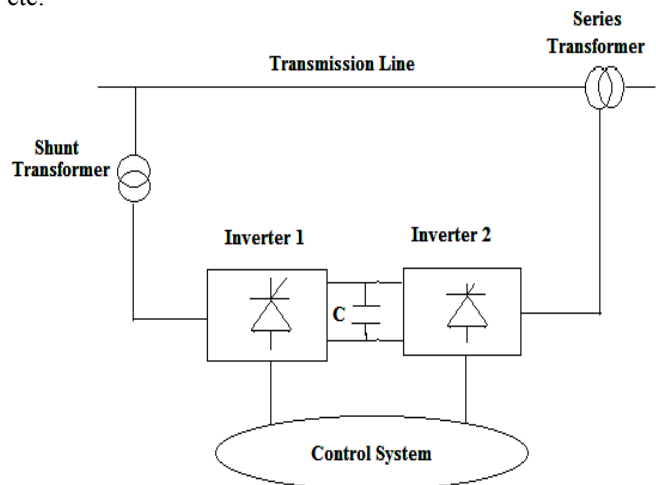 etc.
Series
Transformer
Transmission Line
Shunt
Transformer
Inverter 1
Inverter 2
C
Control System